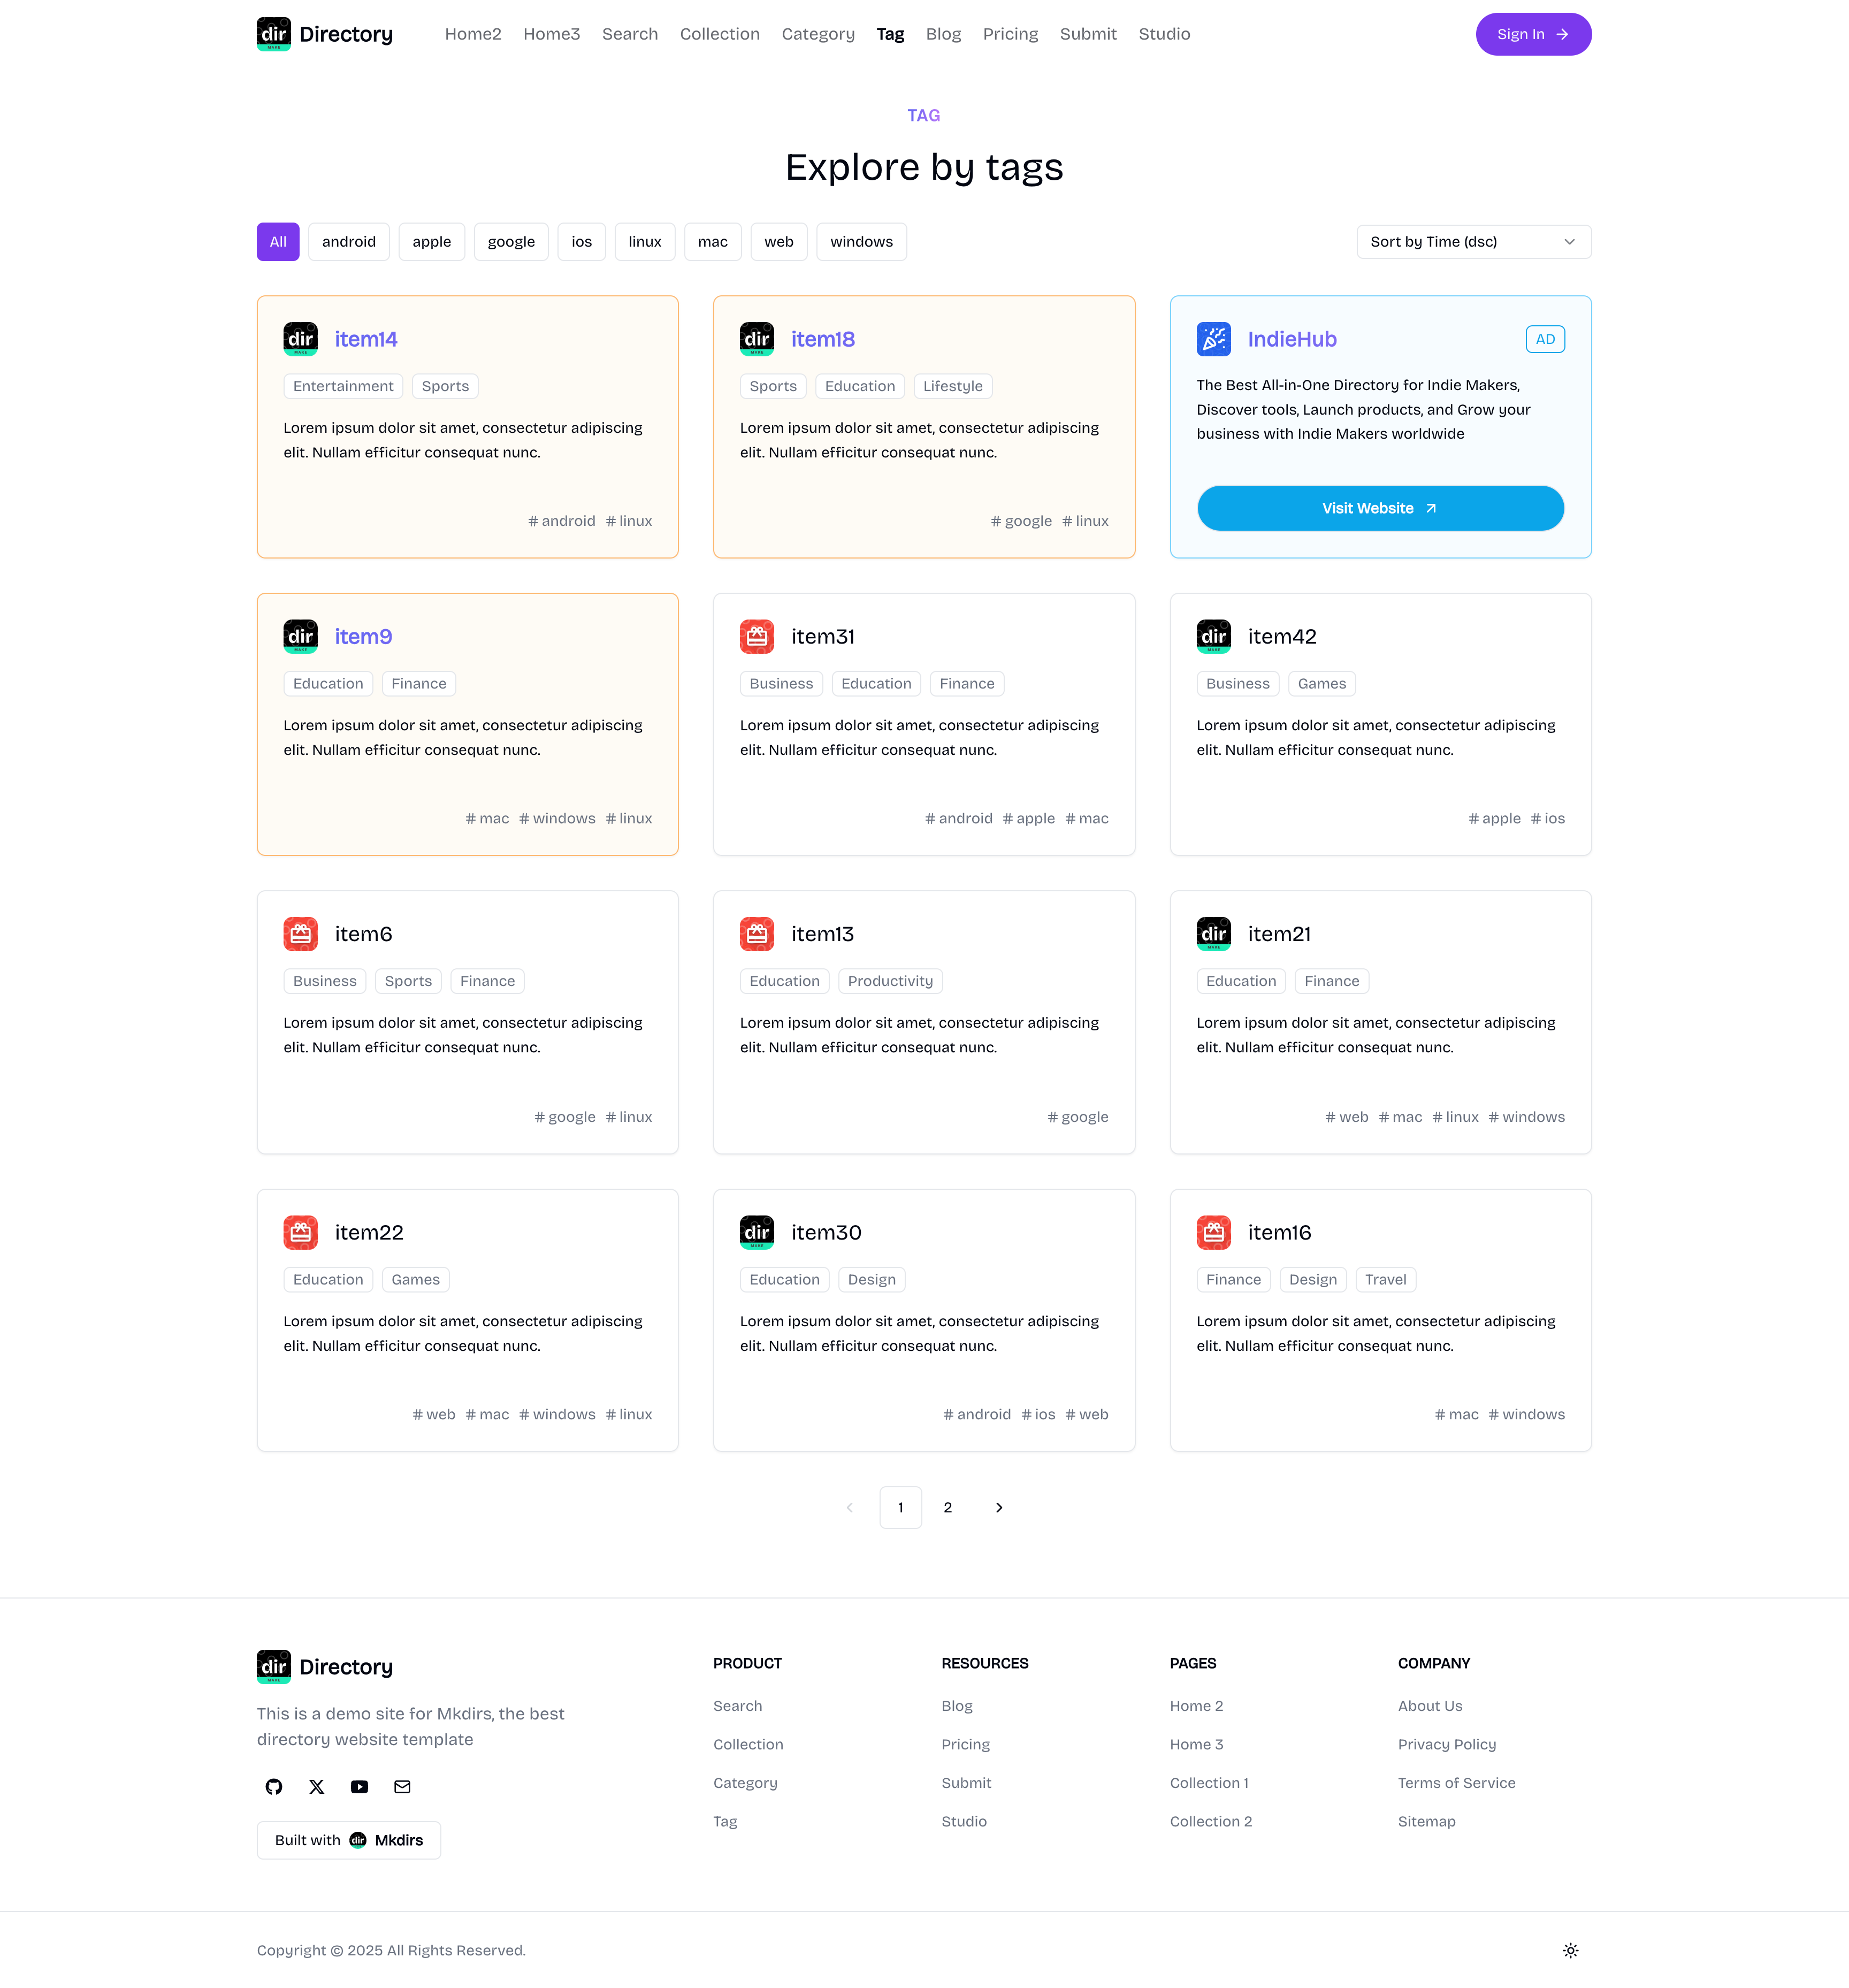 dir Directory Home2 Home3 Search Collection Category Tag Blog Pricing Submit Studio Sign In
TAG
Explore by tags
All android apple google ios linux mac web windows Sort by Time (dsc)
dir item14
Entertainment Sports
Lorem ipsum dolor sit amet, consectetur adipiscing
elit. Nullam efficitur consequat nunc.
# android # linux
dir item18
Sports Education Lifestyle
Lorem ipsum dolor sit amet, consectetur adipiscing
elit. Nullam efficitur consequat nunc.
# google # linux
IndieHub AD
The Best All-in-One Directory for Indie Makers,
Discover tools, Launch products, and Grow your
business with Indie Makers worldwide
Visit Website
dir item9
Education Finance
Lorem ipsum dolor sit amet, consectetur adipiscing
elit. Nullam efficitur consequat nunc.
# mac # windows # linux
item31
Business Education Finance
Lorem ipsum dolor sit amet, consectetur adipiscing
elit. Nullam efficitur consequat nunc.
# android # apple # mac
dir item42
Business Games
Lorem ipsum dolor sit amet, consectetur adipiscing
elit. Nullam efficitur consequat nunc.
# apple # ios
item6
Business Sports Finance
Lorem ipsum dolor sit amet, consectetur adipiscing
elit. Nullam efficitur consequat nunc.
# google # linux
item13
Education Productivity
Lorem ipsum dolor sit amet, consectetur adipiscing
elit. Nullam efficitur consequat nunc.
# google
dir item21
Education Finance
Lorem ipsum dolor sit amet, consectetur adipiscing
elit. Nullam efficitur consequat nunc.
# web # mac # linux # windows
item22
Education Games
Lorem ipsum dolor sit amet, consectetur adipiscing
elit. Nullam efficitur consequat nunc.
# web # mac # windows # linux
dir item30
Education Design
Lorem ipsum dolor sit amet, consectetur adipiscing
elit. Nullam efficitur consequat nunc.
# android # ios # web
item16
Finance Design Travel
Lorem ipsum dolor sit amet, consectetur adipiscing
elit. Nullam efficitur consequat nunc.
# mac # windows
1 2
dir Directory
This is a demo site for Mkdirs, the best
directory website template
Built with dir Mkdirs
PRODUCT
Search
Collection
Category
Tag
RESOURCES
Blog
Pricing
Submit
Studio
PAGES
Home 2
Home 3
Collection 1
Collection 2
COMPANY
About Us
Privacy Policy
Terms of Service
Sitemap
Copyright © 2025 All Rights Reserved.